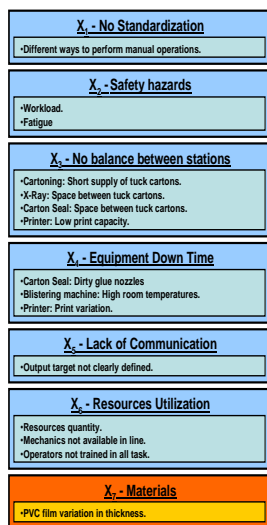 X1 - No Standardization
•Different ways to perform manual operations.
X2 - Safety hazards
•Workload.
•Fatigue
X3 - No balance between stations
•Cartoning: Short supply of tuck cartons.
•X-Ray: Space between tuck cartons.
•Carton Seal: Space between tuck cartons.
•Printer: Low print capacity.
X4 - Equipment Down Time
•Carton Seal: Dirty glue nozzles
•Blistering machine: High room temperatures.
•Printer: Print variation.
X5 - Lack of Communication
•Output target not clearly defined.
X6 - Resources Utilization
•Resources quantity.
•Mechanics not available in line.
•Operators not trained in all task.
X7 - Materials
•PVC film variation in thickness.